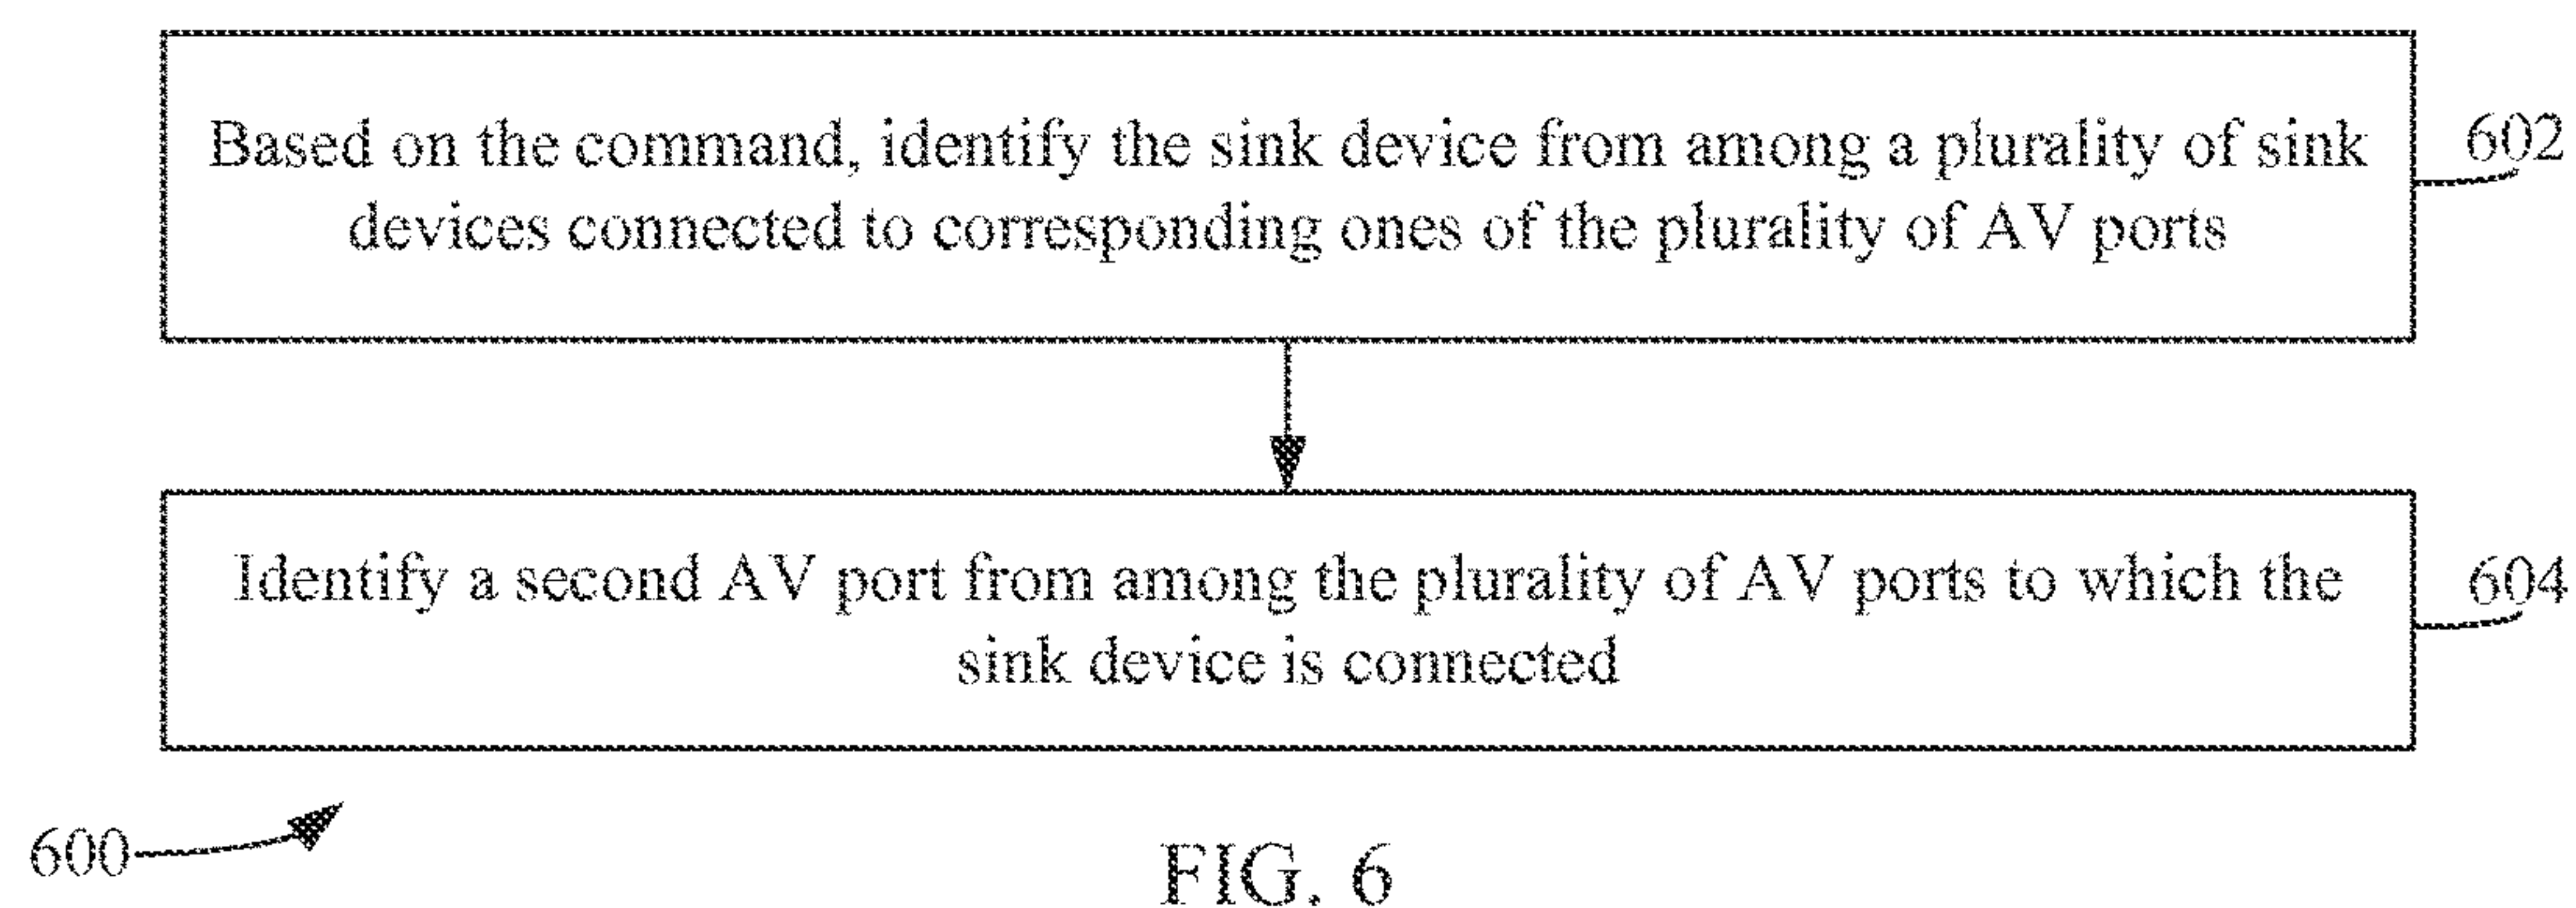 Based on the command, identify the sink device from among a plurality of sink
devices connected to corresponding ones of the plurality of AV ports
602
Identify a second AV port from among the plurality of AV ports to which the
sink device is connected
604
600
FIG. 6